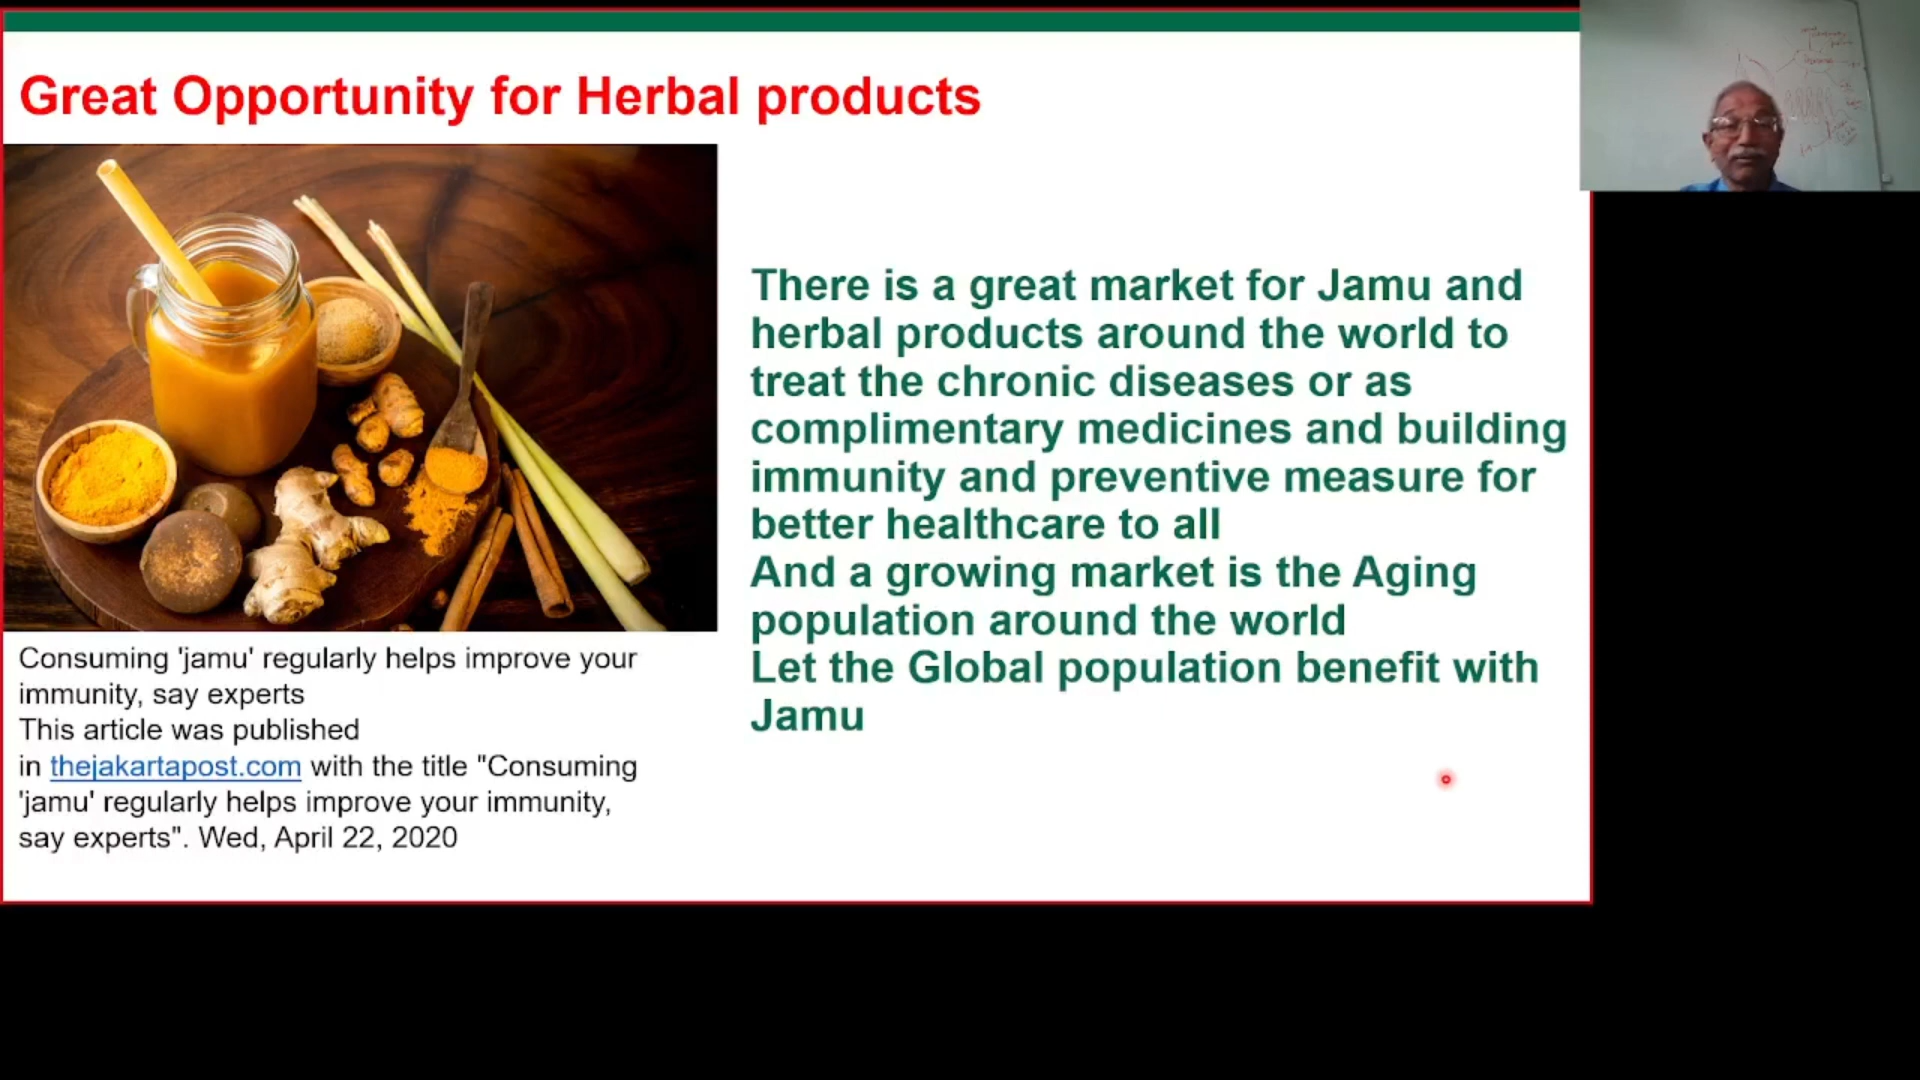 Great Opportunity for Herbal products
There is a great market for Jamu and
herbal products around the world to
treat the chronic diseases or as
complimentary medicines and building
immunity and preventive measure for
better healthcare to all
And a growing market is the Aging
population around the world
Let the Global population benefit with
Jamu
Consuming 'jamu' regularly helps improve your
immunity, say experts
This article was published
in thejakartapost.com with the title "Consuming
'jamu' regularly helps improve your immunity,
say experts". Wed, April 22, 2020